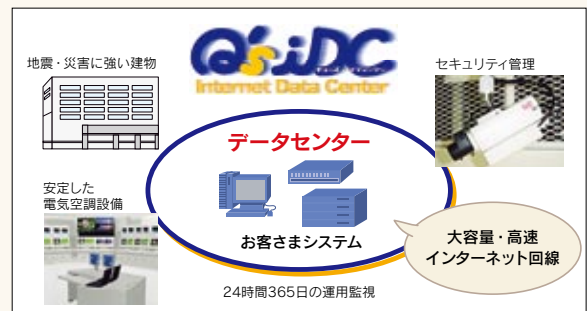 Q's iDC
Internet Data Center
地震・災害に強い建物
セキュリティ管理
データセンター
安定した
電気空調設備
お客さまシステム
大容量・高速
インターネット回線
24時間365日の運用監視